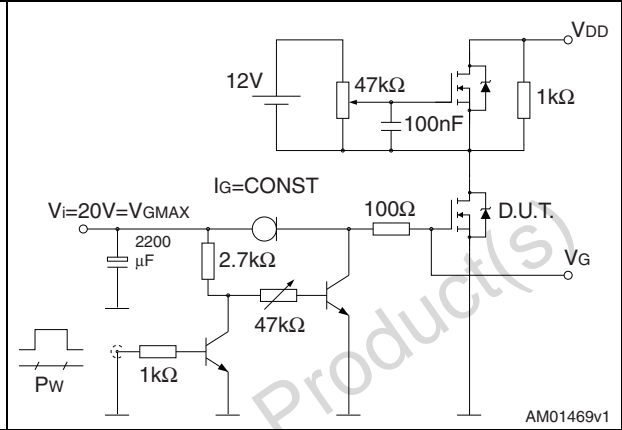 VDD
12V
47kΩ
1kΩ
100nF
IG=CONST
Vi=20V=VGMAX
100Ω
D.U.T.
2200
μF
2.7kΩ
VG
47kΩ
1kΩ
PW
Product(s)
AM01469v1